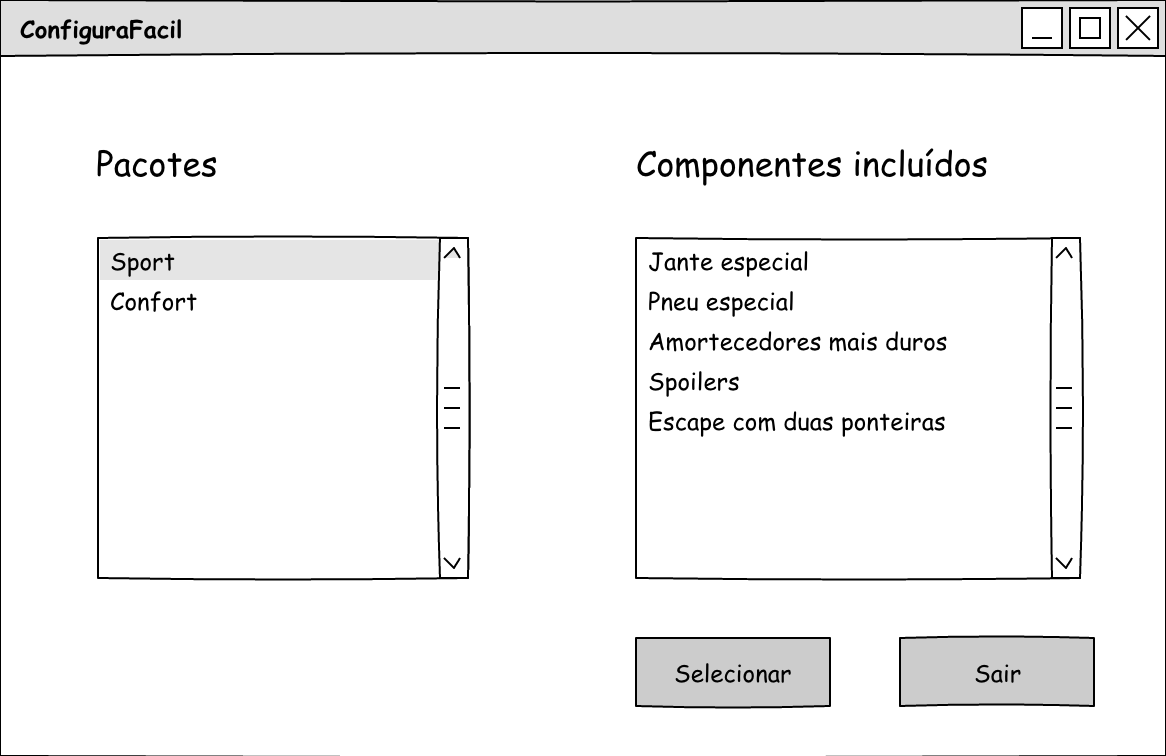 ConfiguraFacil
Pacotes
Componentes incluídos
Sport
Confort
Jante especial
Pneu especial
Amortecedores mais duros
Spoilers
Escape com duas ponteiras
Selecionar
Sair